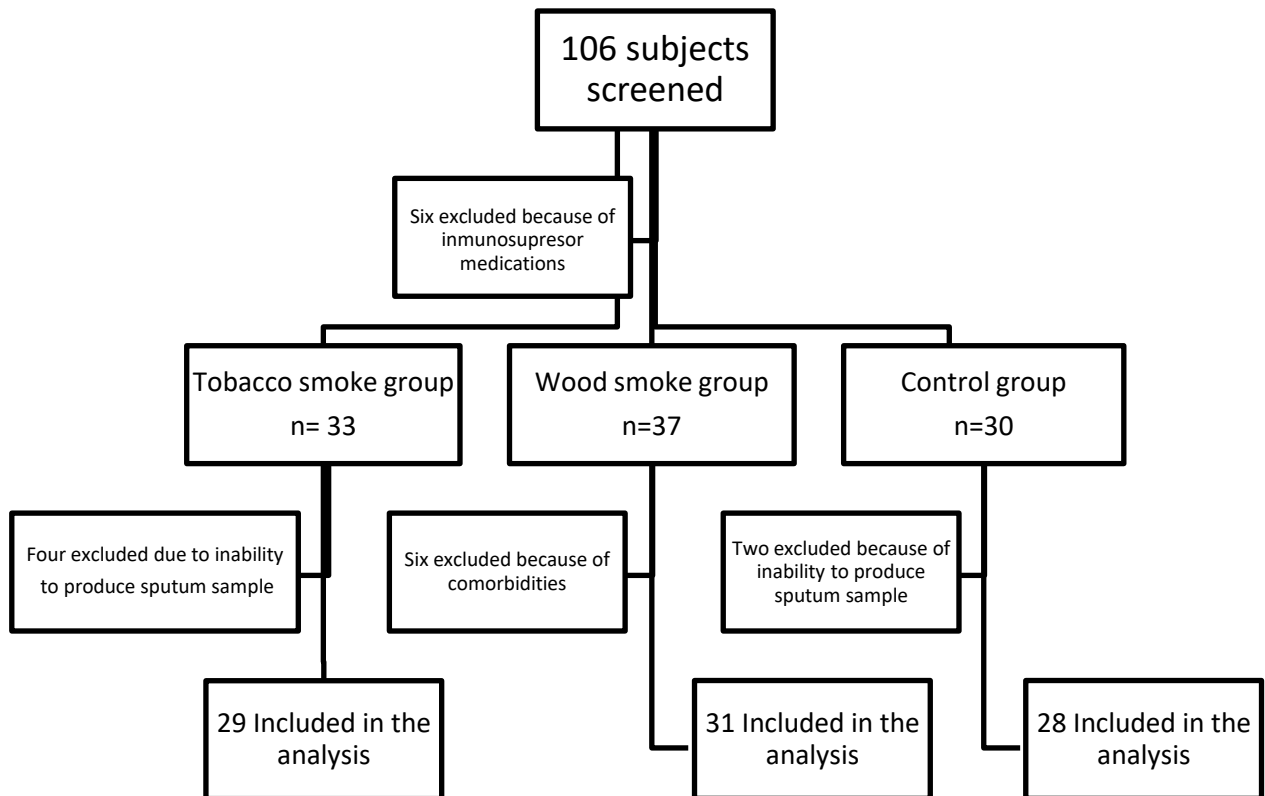 106 subjects
screened
Six excluded because of
inmunosupresor
medications
Tobacco smoke group
n= 33
Wood smoke group
n=37
Control group
n=30
Four excluded due to inability
to produce sputum sample
Six excluded because of
comorbidities
Two excluded because of
inability to produce
sputum sample
29 Included in the
analysis
31 Included in the
analysis
28 Included in the
analysis